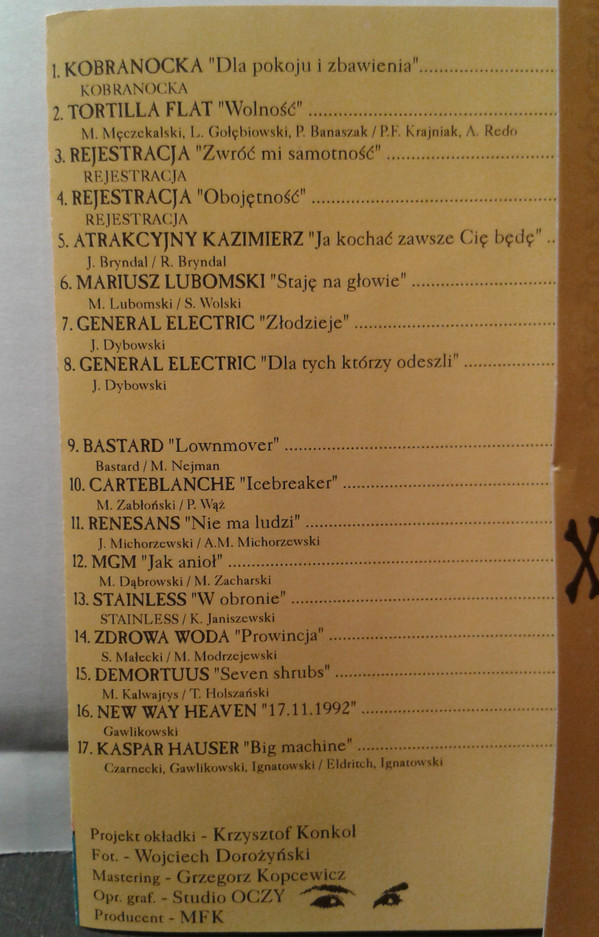 1. KOBRANOCKA "Dla pokoju i zbawienia"
KOBRANOCKA
2. TORTILLA FLAT "Wolność"
M. Męczekalski, L. Gołębiowski, P. Banaszak / P.F. Krajniak, A. Redo
3. REJESTRACJA "Zwróć mi samotność"
REJESTRACJA
4. REJESTRACJA "Obojętność"
REJESTRACJA
5. ATRAKCYJNY KAZIMIERZ "Ja kochać zawsze Cię będę"
J. Bryndal / R. Bryndal
6. MARIUSZ LUBOMSKI "Staję na głowie"
M. Lubomski / S. Wolski
7. GENERAL ELECTRIC "Złodzieje"
J. Dybowski
8. GENERAL ELECTRIC "Dla tych którzy odeszli"
J. Dybowski
9. BASTARD "Lownmover"
Bastard / M. Nejman
10. CARTEBLANCHE "Icebreaker"
M. Zabłoński / P. Wąż
11. RENESANS "Nie ma ludzi"
J. Michorzewski / A.M. Michorzewski
12. MGM "Jak anioł"
M. Dąbrowski / M. Zacharski
13. STAINLESS "W obronie"
STAINLESS / K. Janiszewski
14. ZDROWA WODA "Prowincja"
S. Małecki / M. Modrzejewski
15. DEMORTUUS "Seven shrubs"
M. Kalwajtys / T. Holszański
16. NEW WAY HEAVEN "17.11.1992"
Gawlikowski
17. KASPAR HAUSER "Big machine"
Czarnecki, Gawlikowski, Ignatowski / Eldritch, Ignatowski
Projekt okładki - Krzysztof Konkol
Fot. - Wojciech Dorożyński
Mastering - Grzegorz Kopcewicz
Opr. graf. - Studio OCZY
Producent - MFK